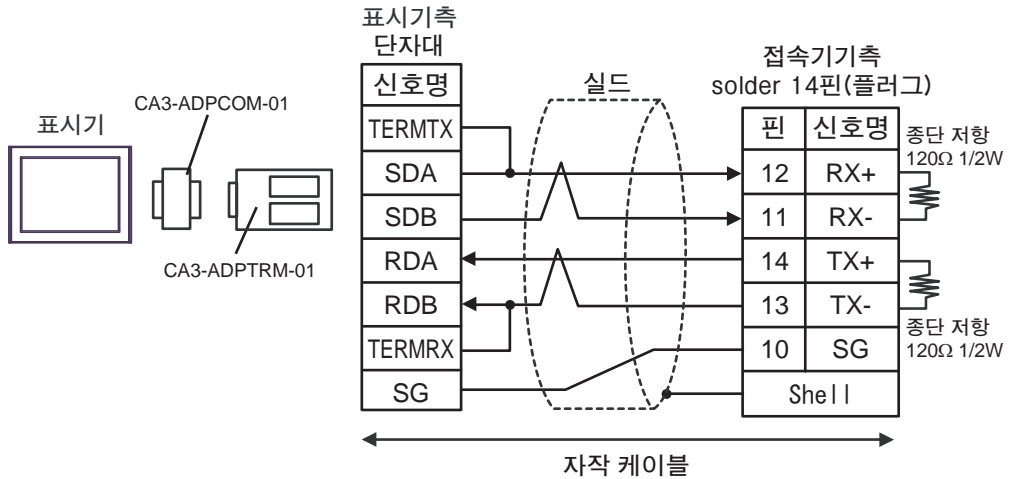 표시기측
단자대
접속기기측
solder 14핀(플러그)
실드
CA3-ADPCOM-01
표시기
CA3-ADPTRM-01
신호명
TERMTX
SDA
SDB
RDA
RDB
TERMRX
SG
핀 신호명
12 RX+
11 RX-
14 TX+
13 TX-
10 SG
Shell
종단 저항
120Ω 1/2W
종단 저항
120Ω 1/2W
자작 케이블